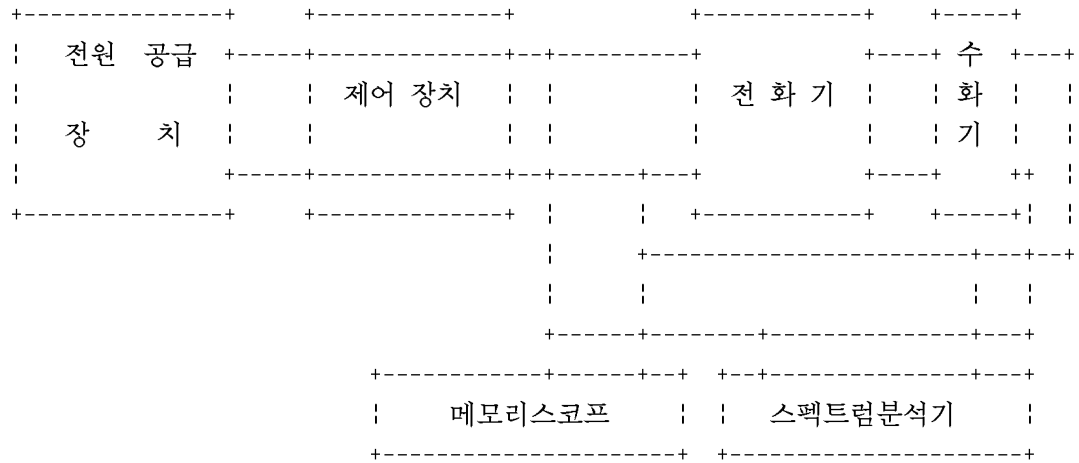 전원 공급
장 치
제어 장치
전 화 기
수
화
기
메모리스코프
스펙트럼분석기